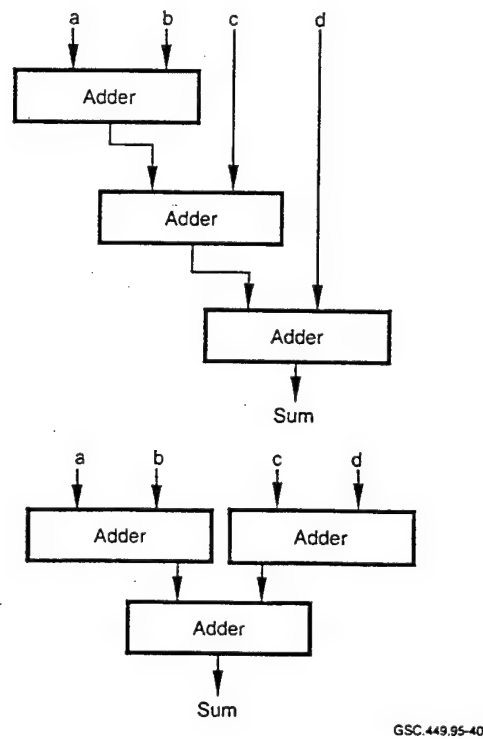 a b c d
Adder
Adder
Adder
Sum
a b c d
Adder Adder
Adder
Sum
GSC.449.95-40